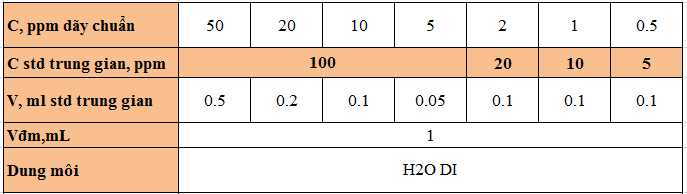 C, ppm dãy chuẩn 50 20 10 5 2 1 0.5
C std trung gian, ppm 100 20 10 5
V, ml std trung gian 0.5 0.2 0.1 0.05 0.1 0.1 0.1
Vđm,mL 1
Dung môi H2O DI